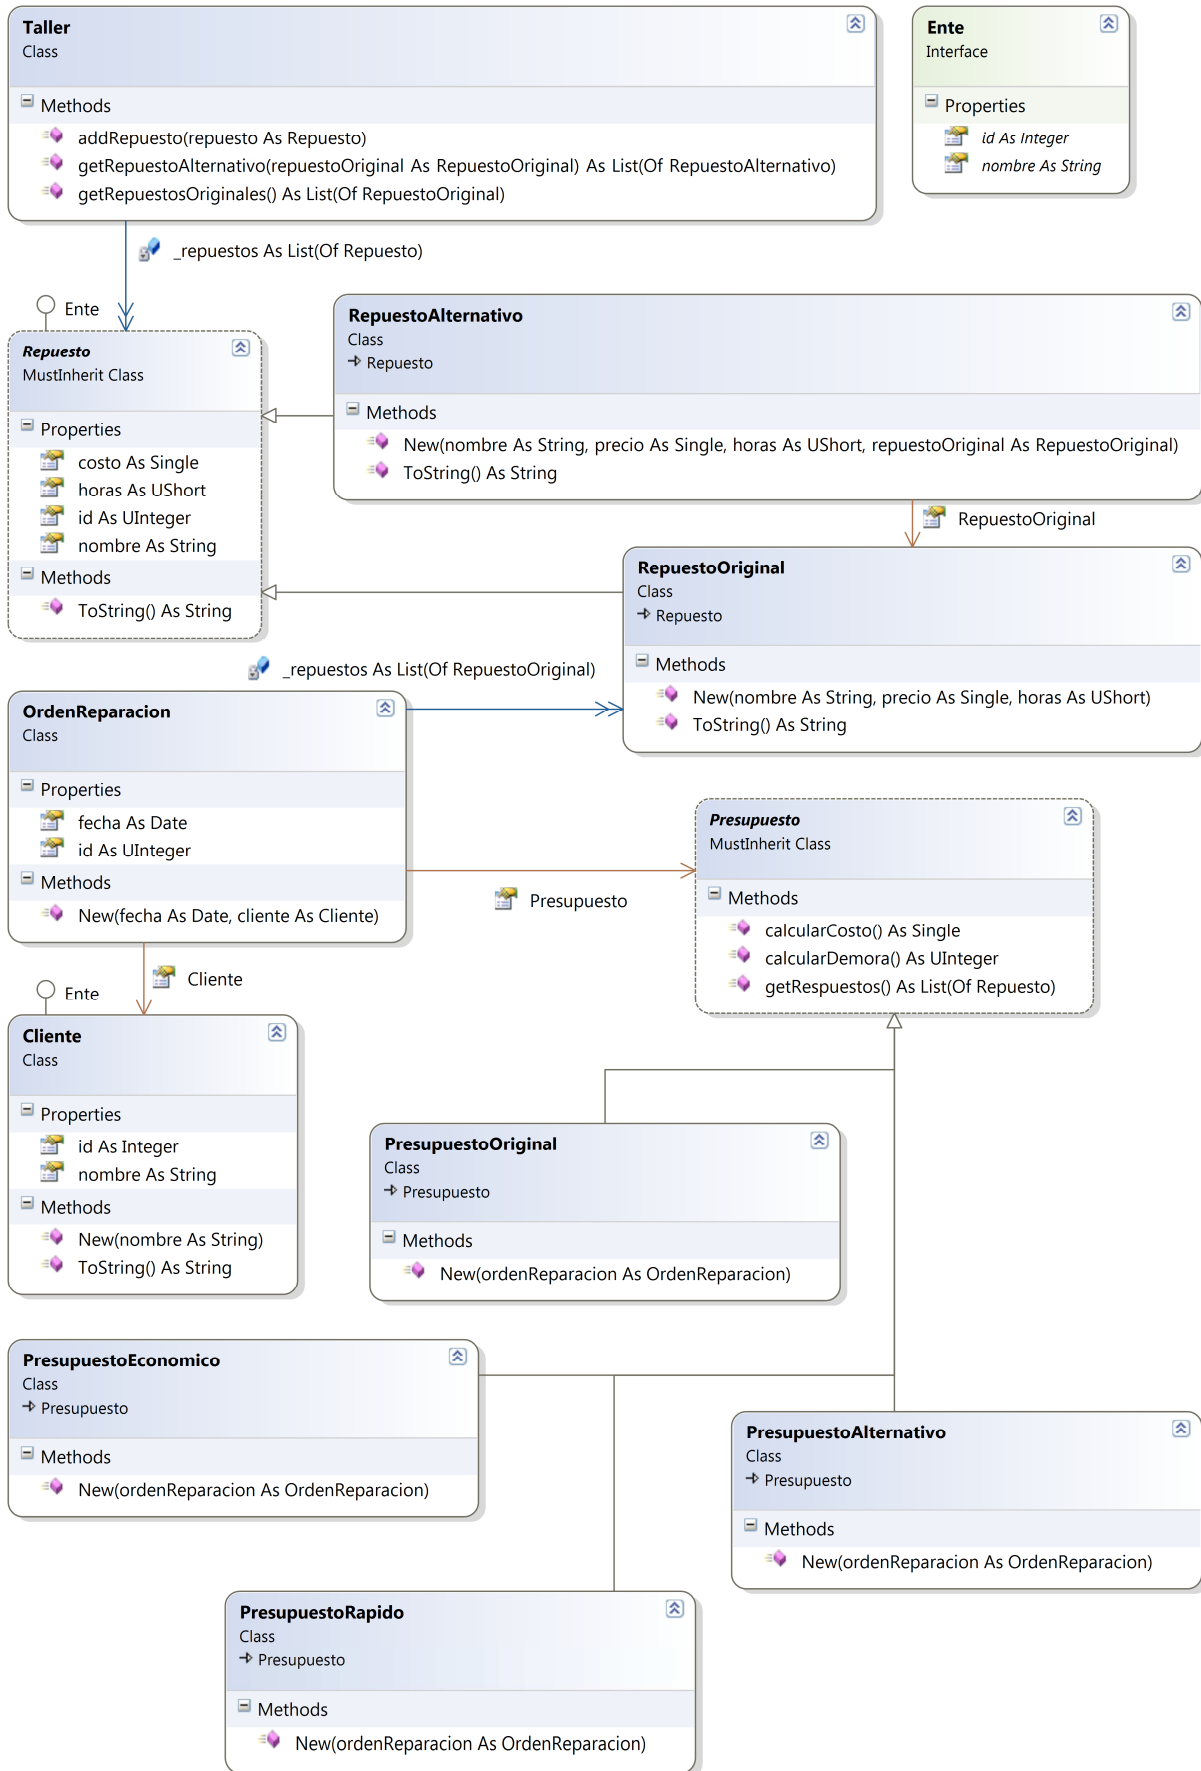 Taller
Class
Methods
addRepuesto(repuesto As Repuesto)
getRepuestoAlternativo(repuestoOriginal As RepuestoOriginal) As List(Of RepuestoAlternativo)
getRepuestosOriginales() As List(Of RepuestoOriginal)
Ente
Interface
Properties
id As Integer
nombre As String
_repuestos As List(Of Repuesto)
Ente
Repuesto
MustInherit Class
Properties
costo As Single
horas As UShort
id As UInteger
nombre As String
Methods
ToString() As String
RepuestoAlternativo
Class
Repuesto
Methods
New(nombre As String, precio As Single, horas As UShort, repuestoOriginal As RepuestoOriginal)
ToString() As String
RepuestoOriginal
RepuestoOriginal
Class
Repuesto
Methods
New(nombre As String, precio As Single, horas As UShort)
ToString() As String
_repuestos As List(Of RepuestoOriginal)
OrdenReparacion
Class
Properties
fecha As Date
id As UInteger
Methods
New(fecha As Date, cliente As Cliente)
Presupuesto
Presupuesto
MustInherit Class
Methods
calcularCosto() As Single
calcularDemora() As UInteger
getRespuestos() As List(Of Repuesto)
Cliente
Ente
Cliente
Class
Properties
id As Integer
nombre As String
Methods
New(nombre As String)
ToString() As String
PresupuestoOriginal
Class
Presupuesto
Methods
New(ordenReparacion As OrdenReparacion)
PresupuestoEconomico
Class
Presupuesto
Methods
New(ordenReparacion As OrdenReparacion)
PresupuestoAlternativo
Class
Presupuesto
Methods
New(ordenReparacion As OrdenReparacion)
PresupuestoRapido
Class
Presupuesto
Methods
New(ordenReparacion As OrdenReparacion)